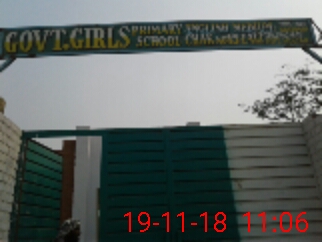 GOVT.GIRLS PRIMARY ENGLISH MEDIUM
SCHOOL
19-11-18 11:06